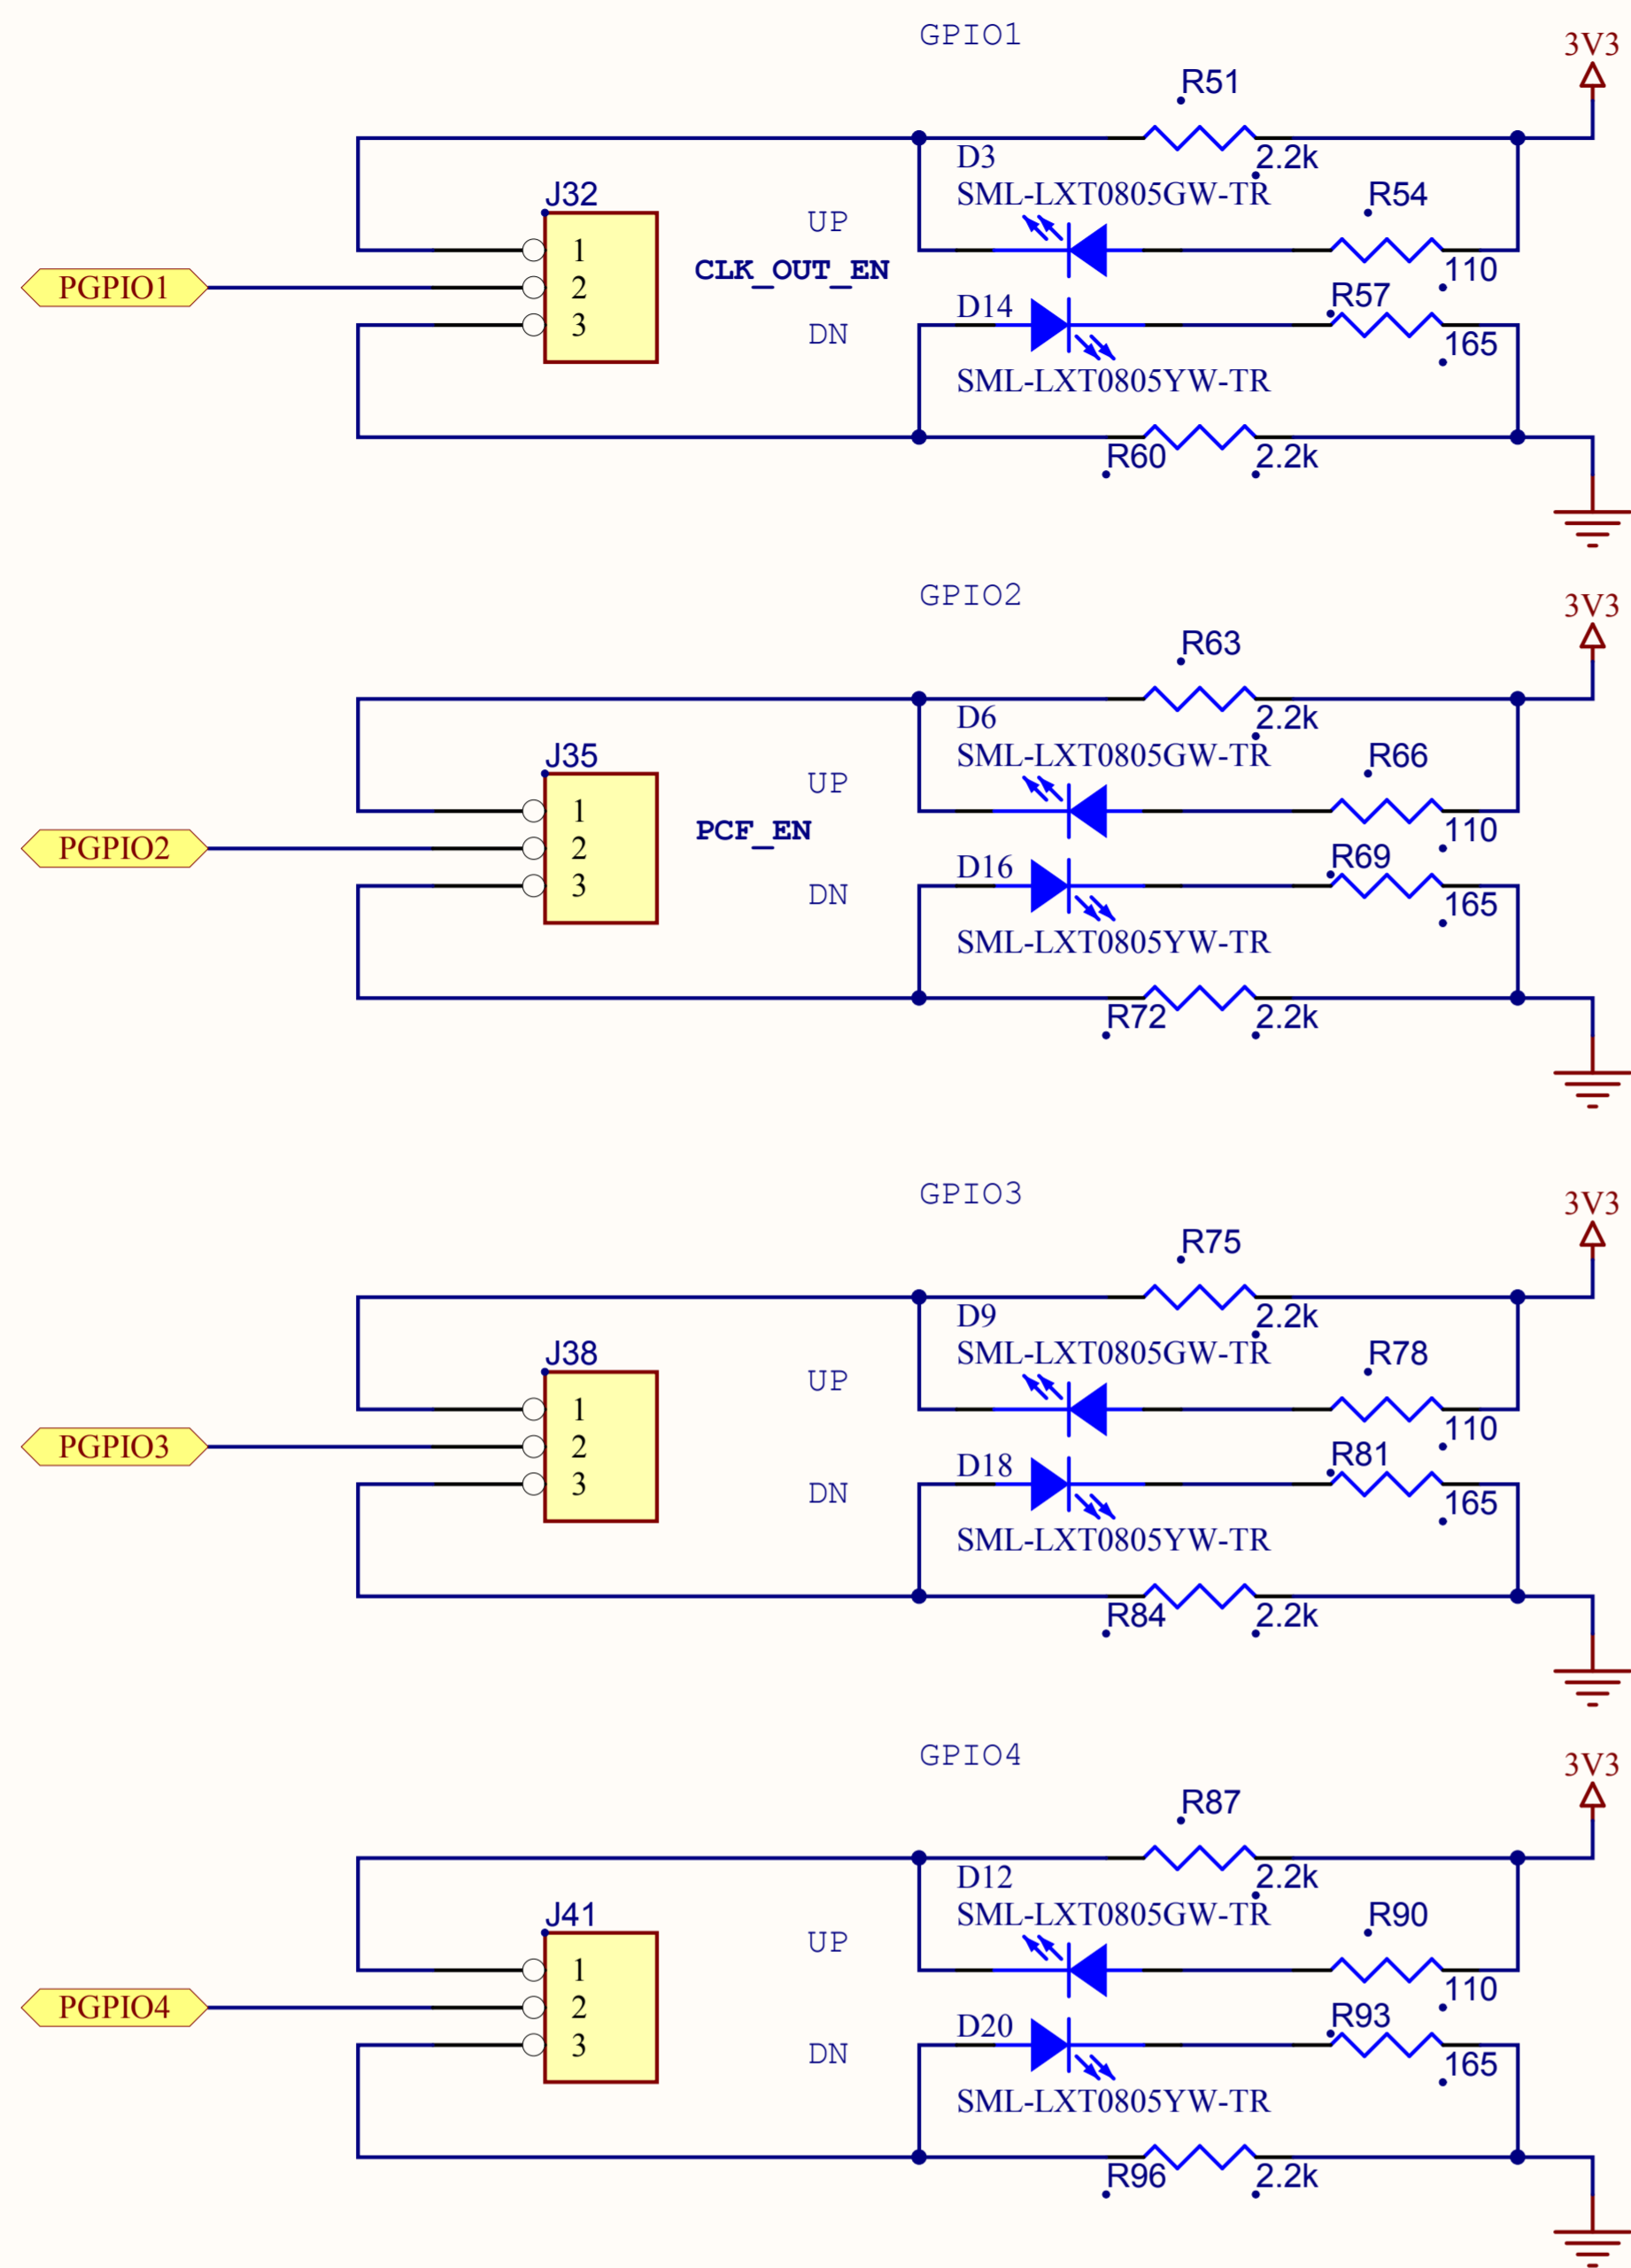 GPIO1
3V3
R51
2.2k
D3
SML-LXT0805GW-TR
R54
110
J32
1
2
3
UP
CLK_OUT_EN
DN
PGPIO1
D14
R57
165
SML-LXT0805YW-TR
R60
2.2k
GPIO2
3V3
R63
2.2k
D6
SML-LXT0805GW-TR
R66
110
J35
1
2
3
UP
PCF_EN
DN
PGPIO2
D16
R69
165
SML-LXT0805YW-TR
R72
2.2k
GPIO3
3V3
R75
2.2k
D9
SML-LXT0805GW-TR
R78
110
J38
1
2
3
UP
DN
PGPIO3
D18
R81
165
SML-LXT0805YW-TR
R84
2.2k
GPIO4
3V3
R87
2.2k
D12
SML-LXT0805GW-TR
R90
110
J41
1
2
3
UP
DN
PGPIO4
D20
R93
165
SML-LXT0805YW-TR
R96
2.2k